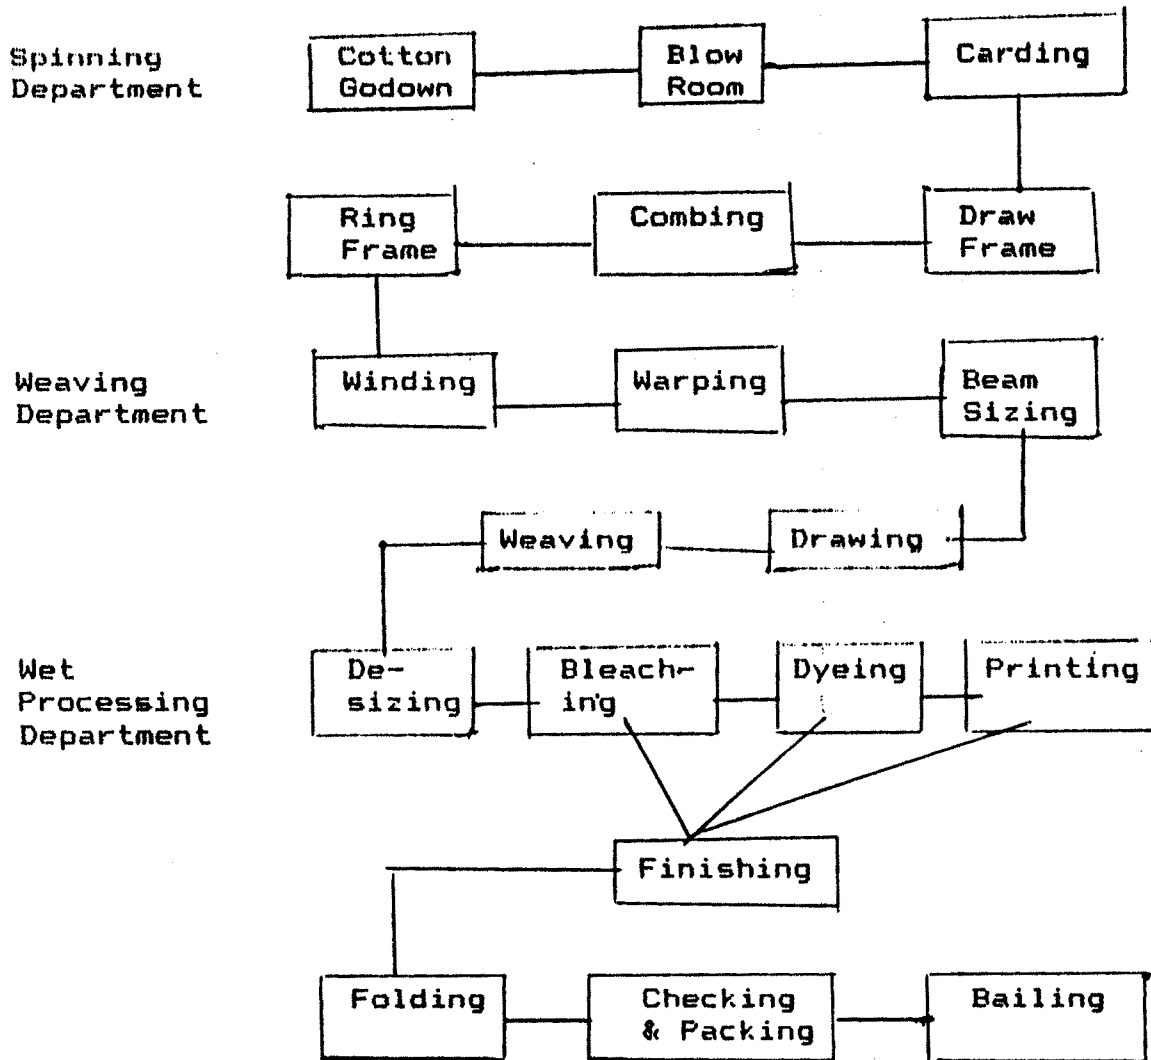 Spinning
Department
Cotton
Godown
Blow
Room
Carding
Ring
Frame
Combing
Draw
Frame
Weaving
Department
Winding
Warping
Beam
Sizing
Weaving
Drawing
Wet
Processing
Department
De-
sizing
Bleach-
ing
Dyeing
Printing
Finishing
Folding
Checking
& Packing
Bailing